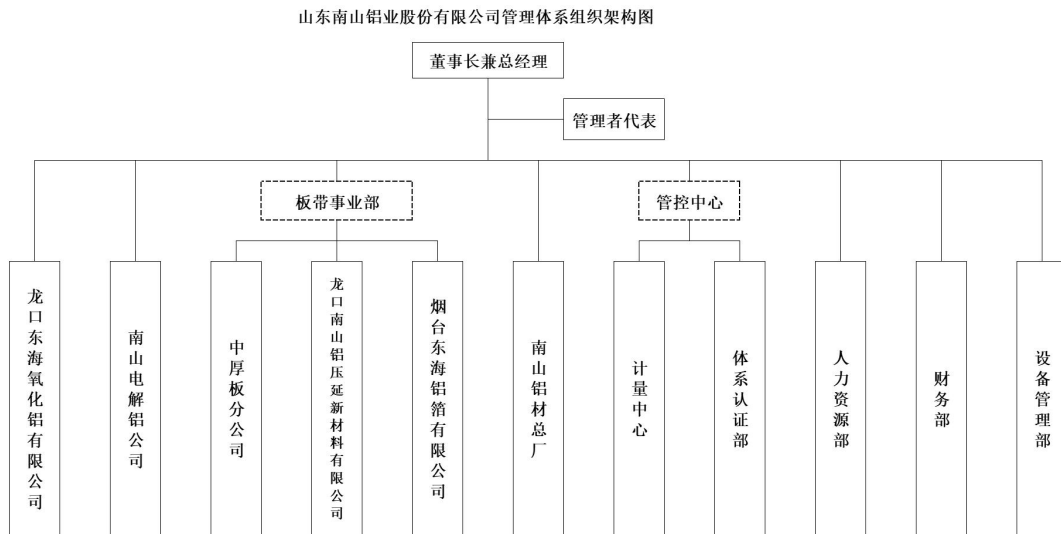 山东南山铝业股份有限公司管理体系组织架构图
董事长兼总经理
管理者代表
板带事业部
管控中心
龙口东海氧化铝有限公司
南山电解铝公司
中厚板分公司
龙口南山铝压延新材料有限公司
烟台东海铝箔有限公司
南山铝材总厂
计量中心
体系认证部
人力资源部
财务部
设备管理部